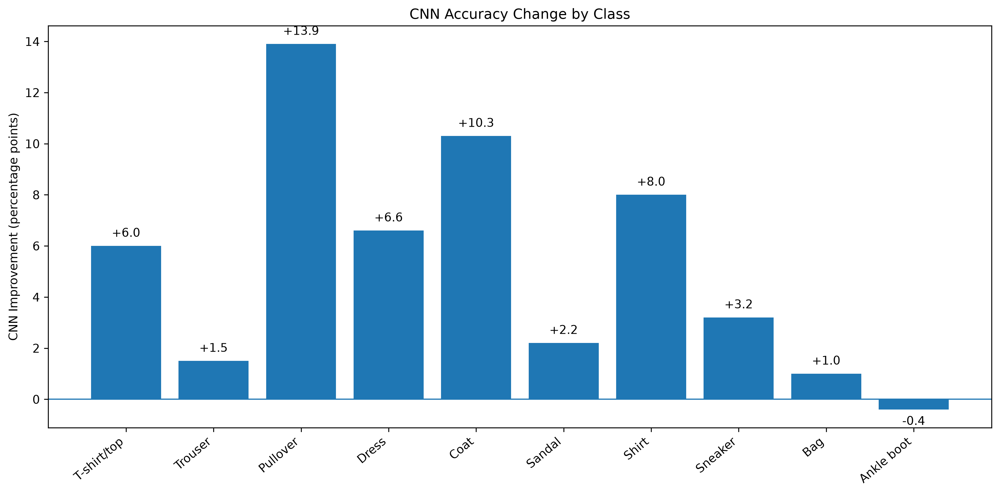 CNN Accuracy Change by Class
CNN Improvement (percentage points)
14
12
10
8
6
4
2
0
+6.0
+1.5
+13.9
+6.6
+10.3
+2.2
+8.0
+3.2
+1.0
-0.4
T-shirt/top
Trouser
Pullover
Dress
Coat
Sandal
Shirt
Sneaker
Bag
Ankle boot